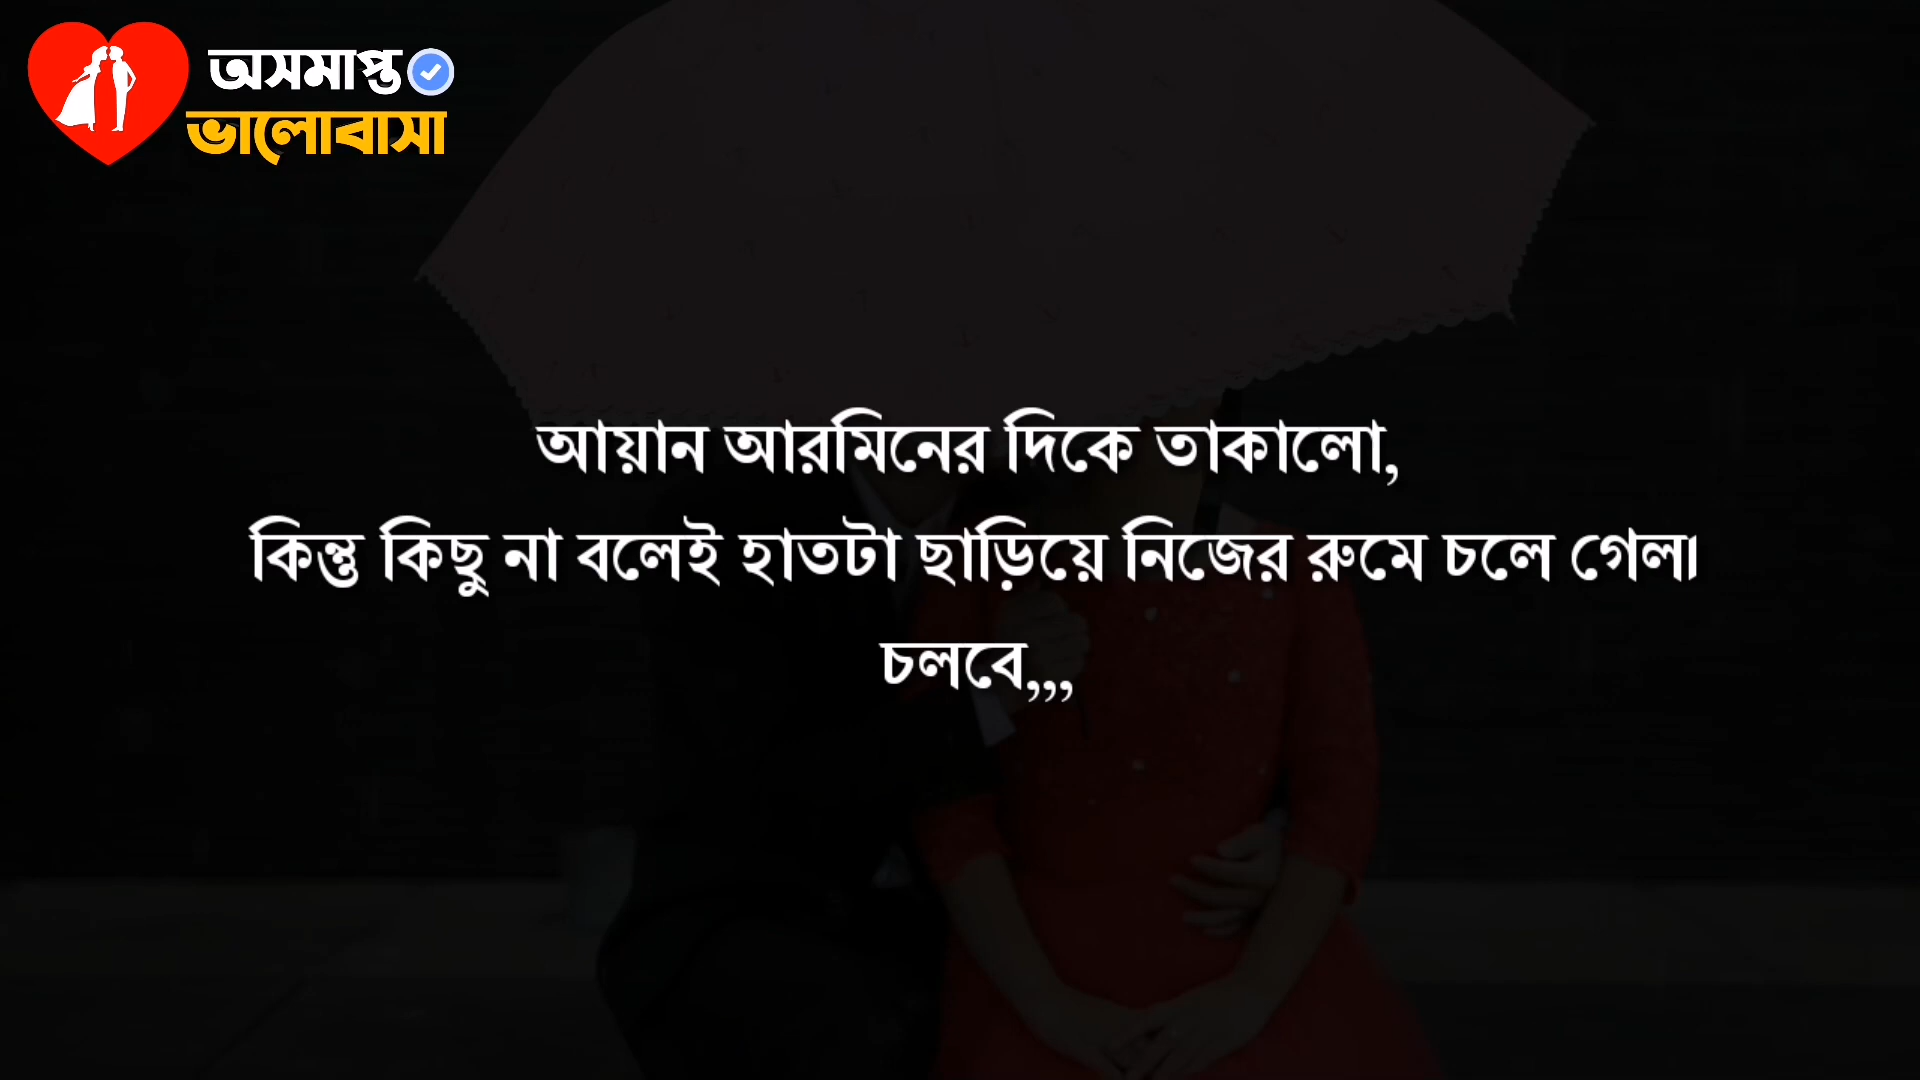 অসমাপ্ত
ভালোবাসা
আয়ান আরমিনের দিকে তাকালো,
কিন্তু কিছু না বলেই হাতটা ছাড়িয়ে নিজের রুমে চলে গেল।
চলবে,,,